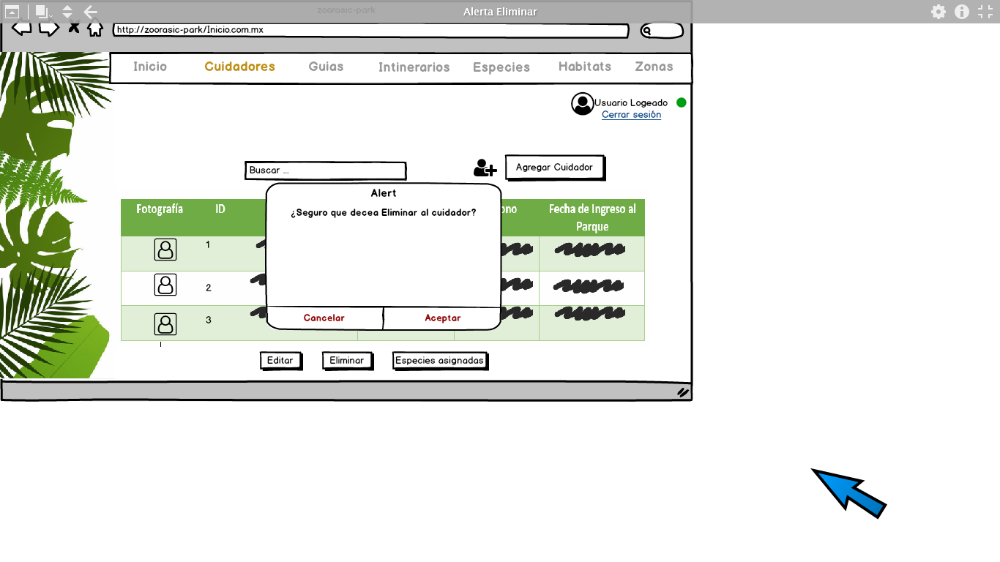 zoorasic-park
Alerta Eliminar
http://zoorasic-park/Inicio.com.mx
Inicio Cuidadores Guias Intinerarios Especies Habitats Zonas
Usuario Logeado
Cerrar sesión
Buscar ...
Agregar Cuidador
Alert
¿Seguro que decea Eliminar al cuidador?
Cancelar Aceptar
Fotografía ID ono Fecha de Ingreso al
Parque
1
2
3
Editar Eliminar Especies asignadas